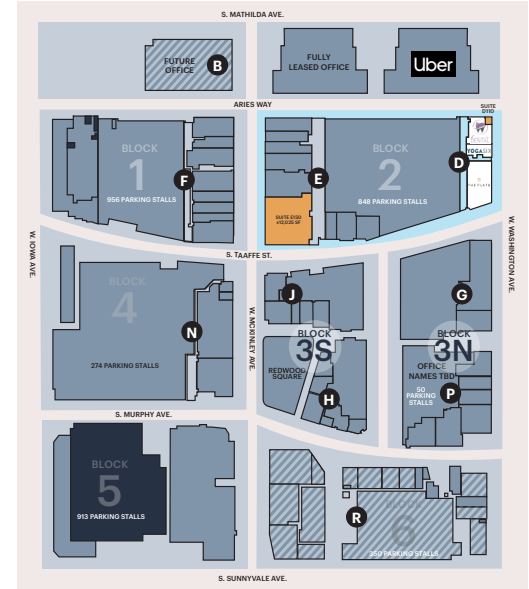 S. MATHILDA AVE.
FUTURE
OFFICE
B
FULLY
LEASED OFFICE
Uber
ARIES WAY
SUITE
D110
BLOCK
1
956 PARKING STALLS
F
E
BLOCK
2
848 PARKING STALLS
D
YOGASIX
SUITE E130
±12,025 SF
W. IOWA AVE.
W. WASHINGTON AVE.
S. TAAFFE ST.
BLOCK
4
274 PARKING STALLS
N
W. MCKINLEY AVE.
J
BLOCK
3S
REDWOOD
SQUARE
H
G
BLOCK
3N
OFFICE
NAMES TBD
50
PARKING
STALLS
P
S. MURPHY AVE.
BLOCK
5
913 PARKING STALLS
R
BLOCK
6
350 PARKING STALLS
S. SUNNYVALE AVE.